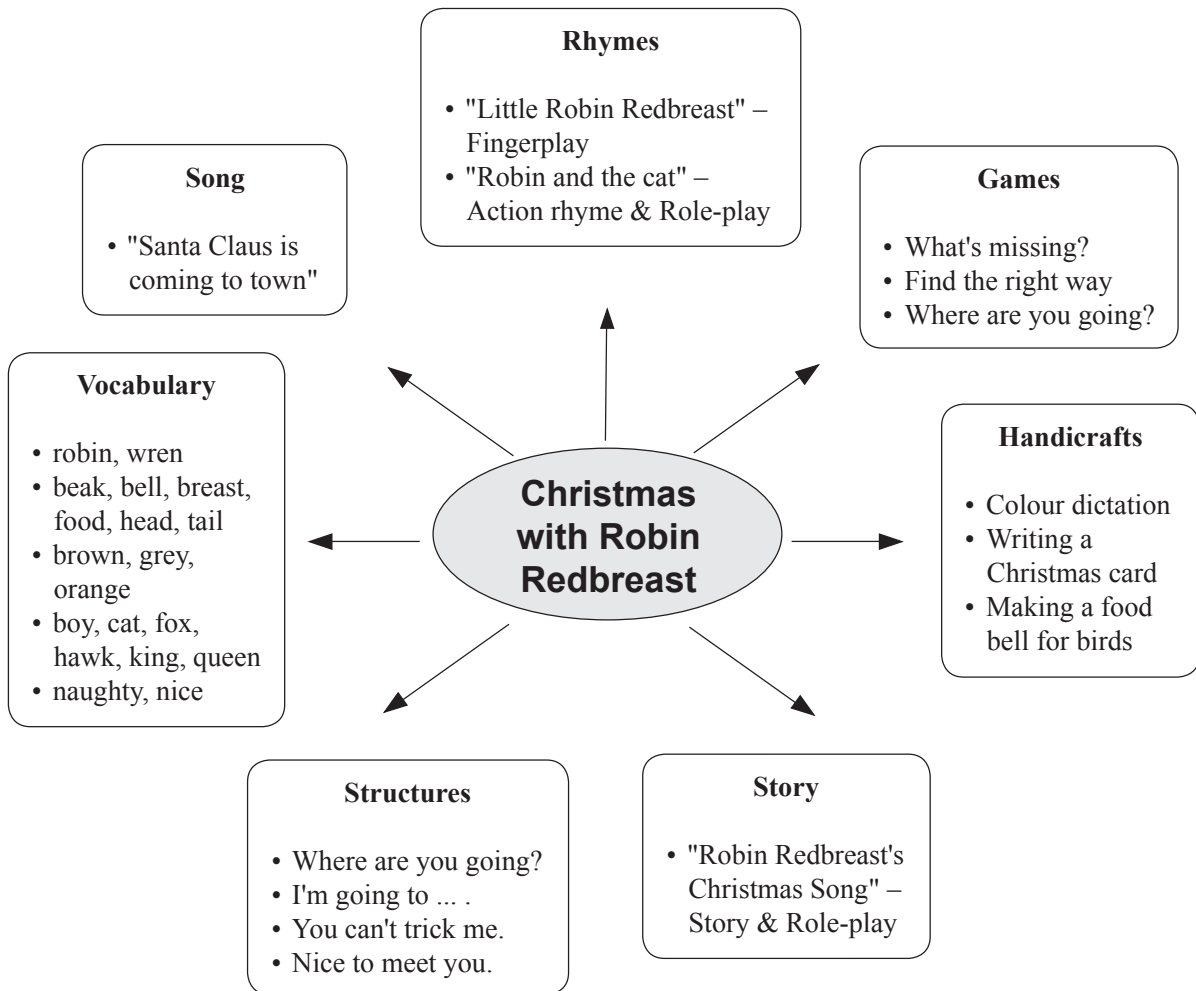 Rhymes
• "Little Robin Redbreast" –
Fingerplay
• "Robin and the cat" –
Action rhyme & Role-play
Song
• "Santa Claus is
coming to town"
Games
• What's missing?
• Find the right way
• Where are you going?
Vocabulary
• robin, wren
• beak, bell, breast,
food, head, tail
• brown, grey,
orange
• boy, cat, fox,
hawk, king, queen
• naughty, nice
Christmas
with Robin
Redbreast
Handicrafts
• Colour dictation
• Writing a
Christmas card
• Making a food
bell for birds
Structures
• Where are you going?
• I'm going to ... .
• You can't trick me.
• Nice to meet you.
Story
• "Robin Redbreast's
Christmas Song" –
Story & Role-play